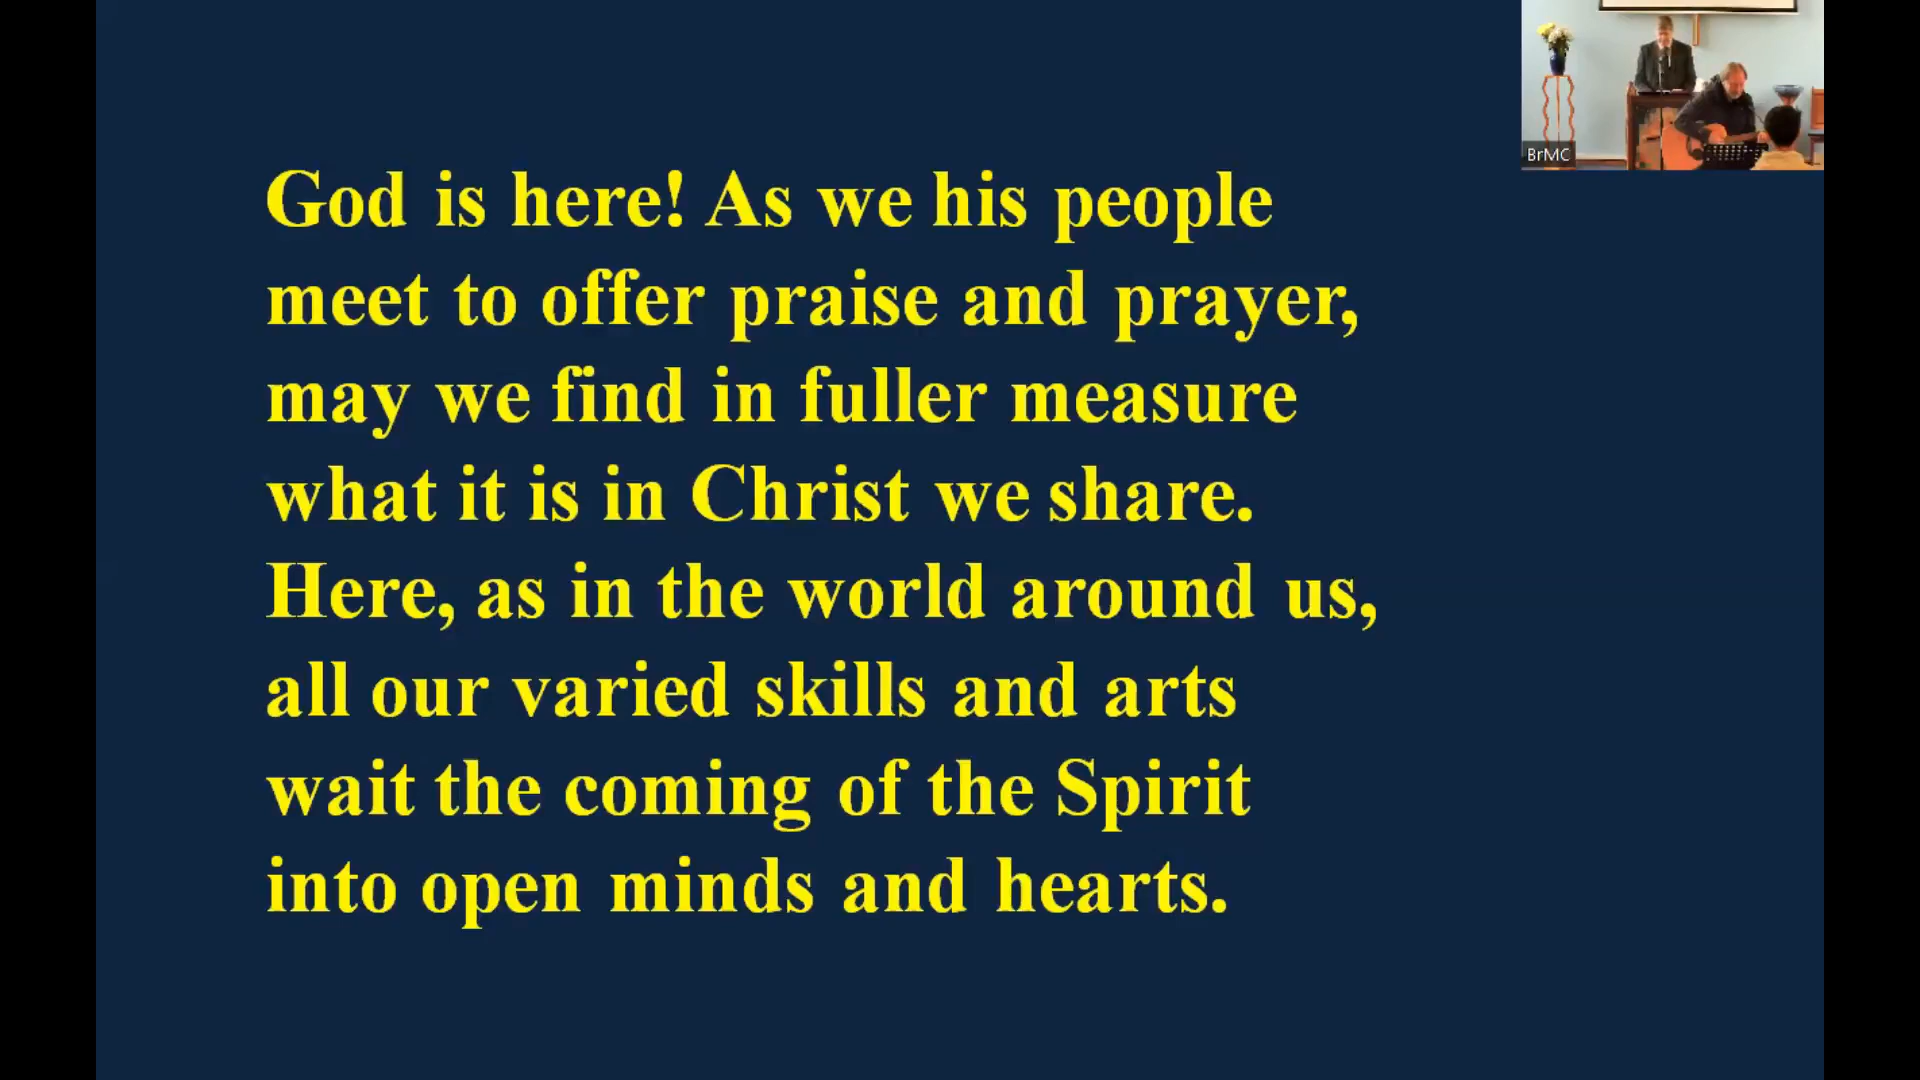 God is here! As we his people
meet to offer praise and prayer,
may we find in fuller measure
what it is in Christ we share.
Here, as in the world around us,
all our varied skills and arts
wait the coming of the Spirit
into open minds and hearts.
BrMC